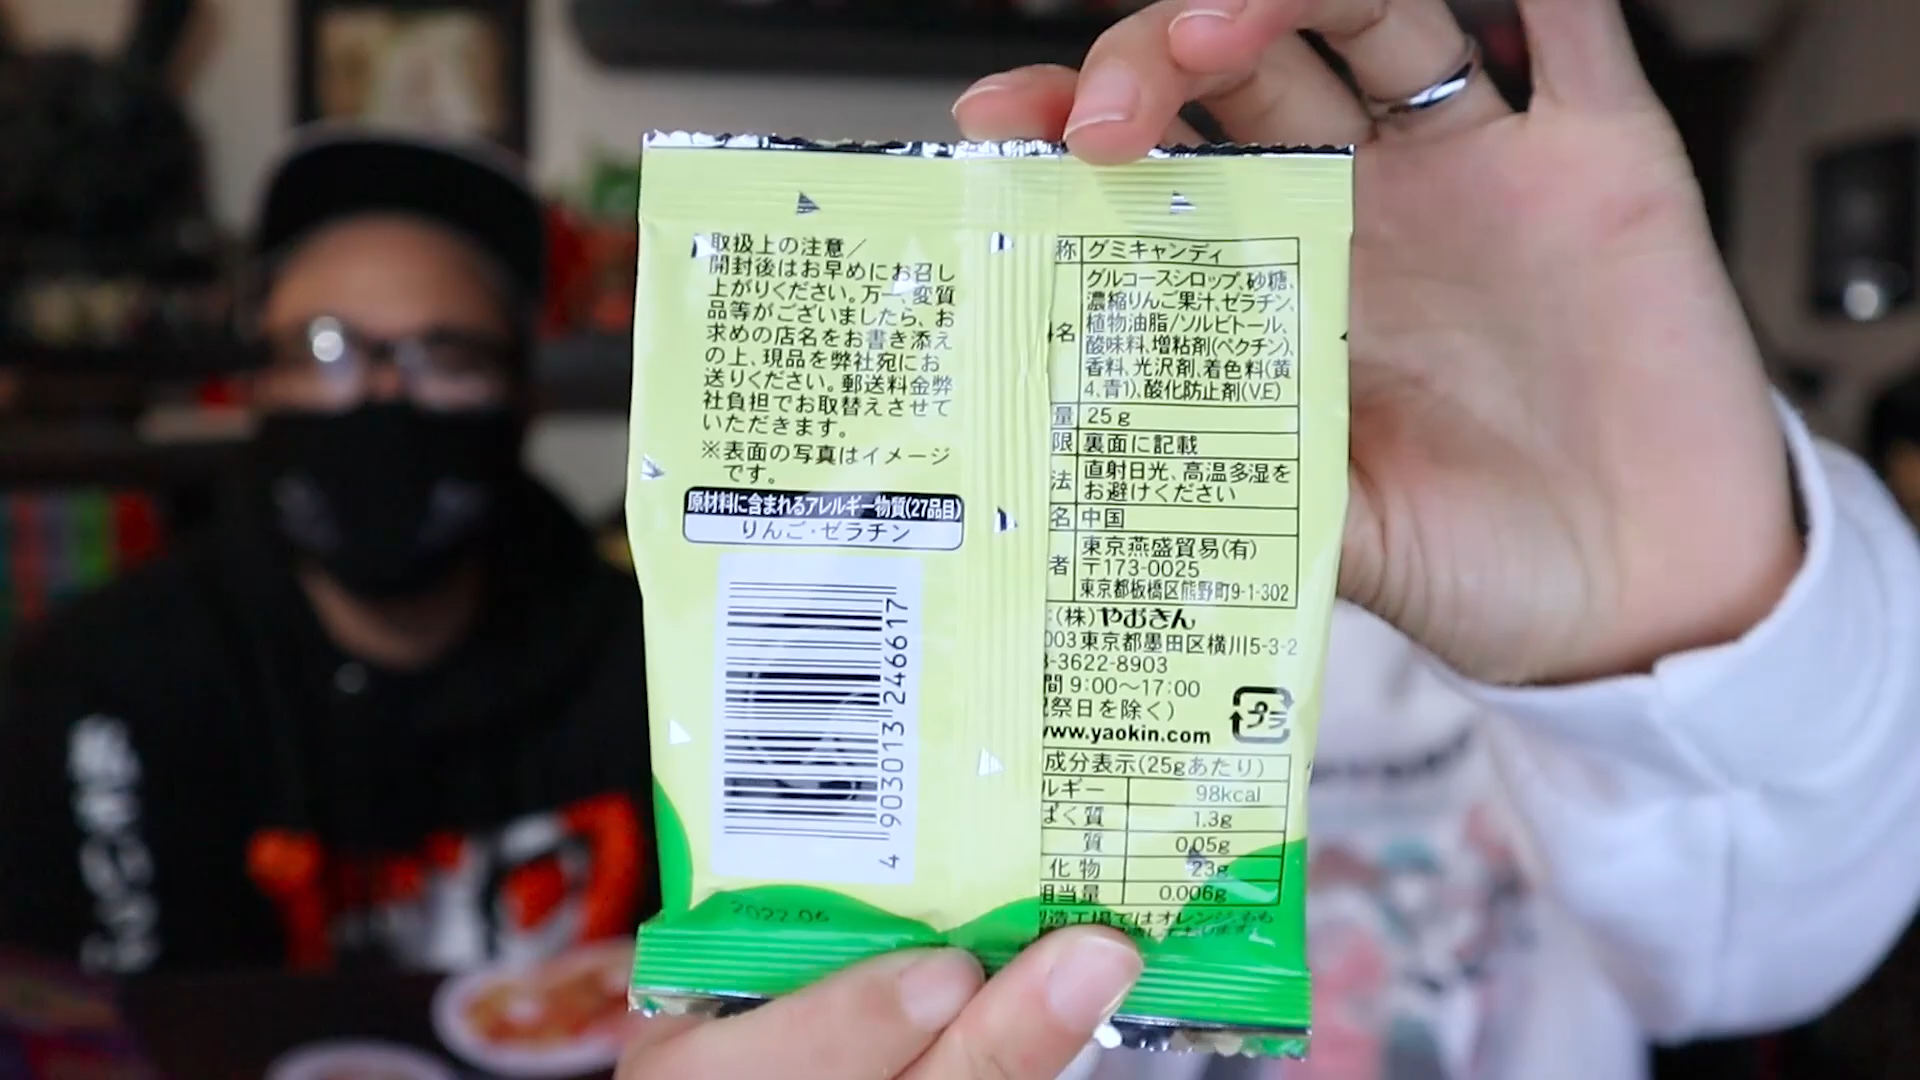 取扱上の注意／
開封後はお早めにお召し
上がりください。万一、変質
品等がございましたら、お
求めの店名をお書き添え
の上、現品を弊社宛にお
送りください。郵送料金弊
社負担でお取替えさせて
いただきます。
※表面の写真はイメージ
です。
原材料に含まれるアレルギー物質(27品目)
りんご・ゼラチン
4 903013 246617
2022.06
称 グミキャンディ
名 グルコースシロップ、砂糖、
濃縮りんご果汁、ゼラチン、
植物油脂/ソルビトール、
酸味料、増粘剤(ペクチン)、
香料、光沢剤、着色料(黄
4、青1)、酸化防止剤(V.E)
量 25g
限 裏面に記載
法 直射日光、高温多湿を
お避けください
名 中国
者 東京燕盛貿易(有)
〒173-0025
東京都板橋区熊野町9-1-302
:(株)やおきん
003東京都墨田区横川5-3-2
3-3622-8903
間 9:00〜17:00
祭日を除く)
www.yaokin.com
プラ
成分表示(25gあたり)
ルギー 98kcal
ぱく質 1.3g
質 0.05g
化物 23g
相当量 0.006g
製造工場ではオレンジ、もも
しております。